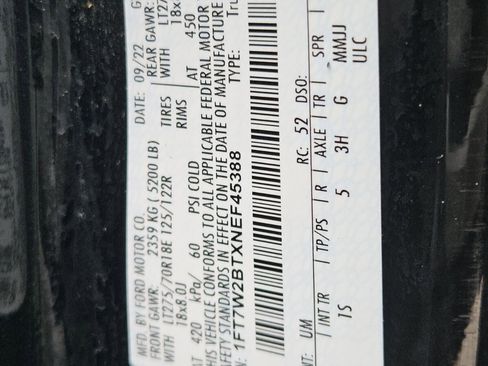 MFD. BY FORD MOTOR CO.
DATE: 09/22
FRONT GAWR: 2359 KG ( 5200 LB)
REAR GAWR:
WITH LT275/70R18E 125/122R TIRES
WITH
18x8.0J RIMS
AT 420 kPa/ 60 PSI COLD
AT 450
THIS VEHICLE CONFORMS TO ALL APPLICABLE FEDERAL MOTOR
SAFETY STANDARDS IN EFFECT ON THE DATE OF MANUFACTURE
1FT7W2BTXNEF45388
TYPE:
UM RC: 52 DSO:
INT TR TP/PS R AXLE TR SPR
1S 5 3H G MMJJ
ULC